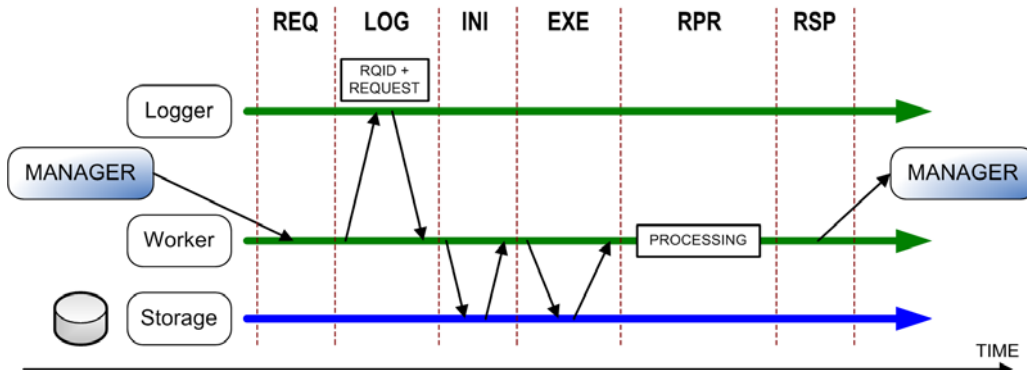 REQ LOG INI EXE RPR RSP
RQID +
REQUEST
Logger
MANAGER MANAGER
Worker PROCESSING
Storage
TIME